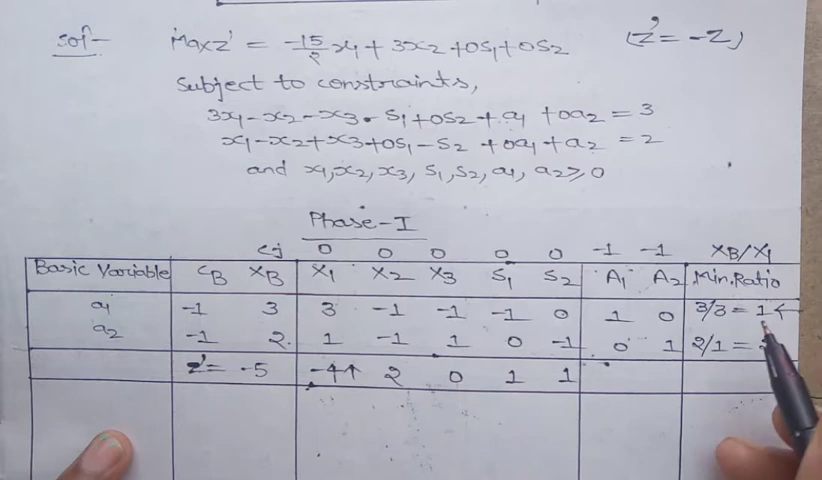 Sol- Max Z' = -15/2 x1 + 3x2 + 0s1 + 0s2 (Z' = -Z)
Subject to constraints,
3x1 - x2 - x3 - s1 + 0s2 + a1 + 0a2 = 3
x1 - x2 + x3 + 0s1 - s2 + 0a1 + a2 = 2
and x1, x2, x3, s1, s2, a1, a2 ≥ 0
Phase-I
cj 0 0 0 0 0 -1 -1 XB/X1
Basic Variable CB XB X1 X2 X3 S1 S2 A1 A2 Min.Ratio
a1 -1 3 3 -1 -1 -1 0 1 0 3/3 = 1 ←
a2 -1 2 1 -1 1 0 -1 0 1 2/1 =
Z' = -5 -4↑ 2 0 1 1